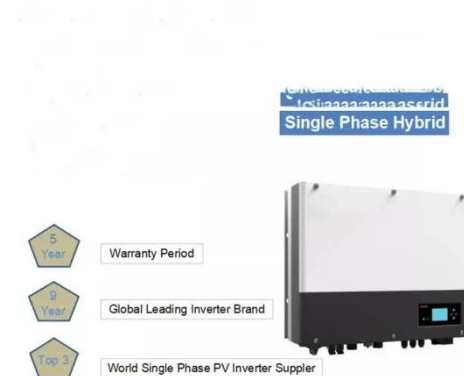 Single Phase Hybrid
5
Year
Warranty Period
9
Year
Global Leading Inverter Brand
Top 3
World Single Phase PV Inverter Suppler